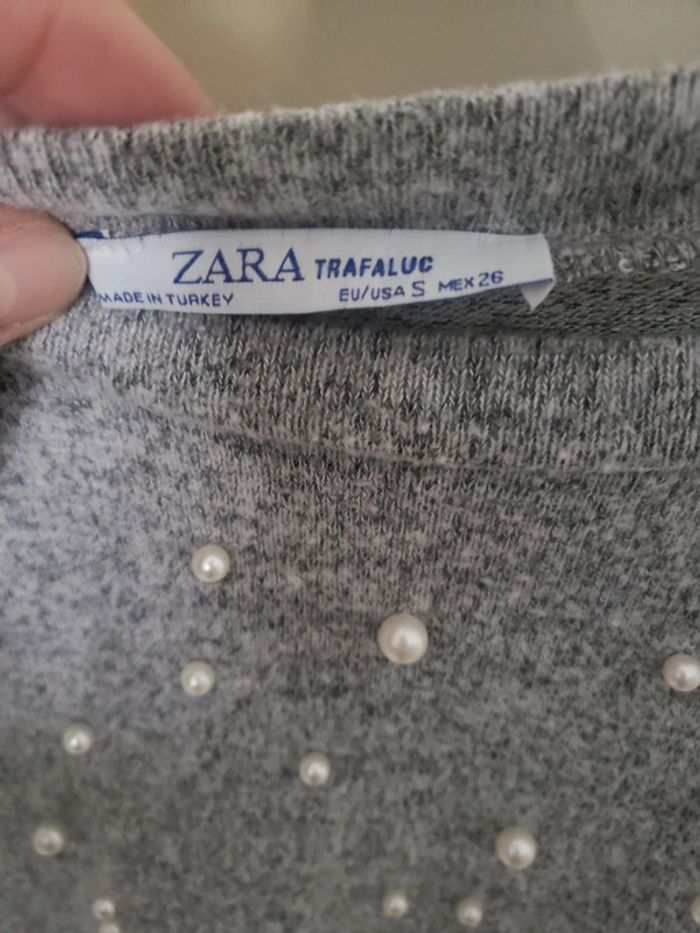 ZARA TRAFALUC
MADE IN TURKEY EU/USA S MEX 26